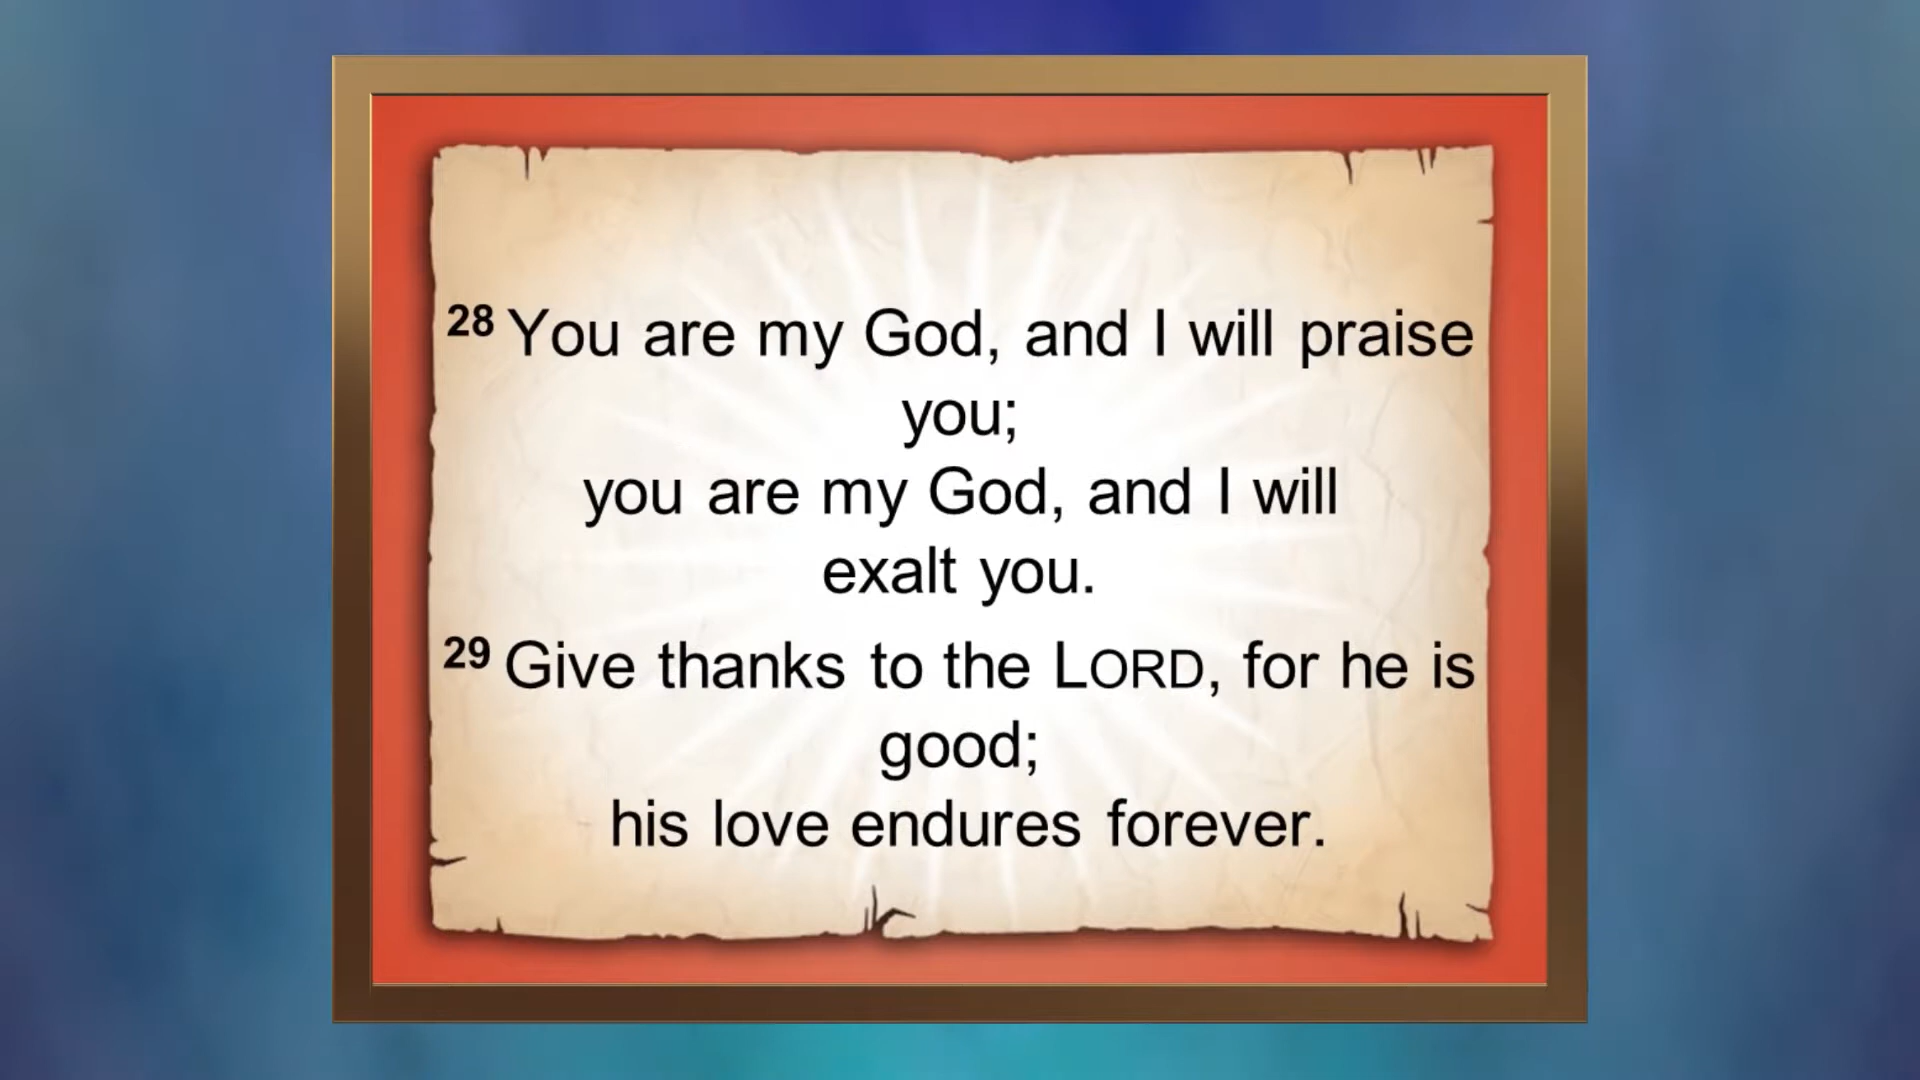 28 You are my God, and I will praise
you;
you are my God, and I will
exalt you.
29 Give thanks to the LORD, for he is
good;
his love endures forever.